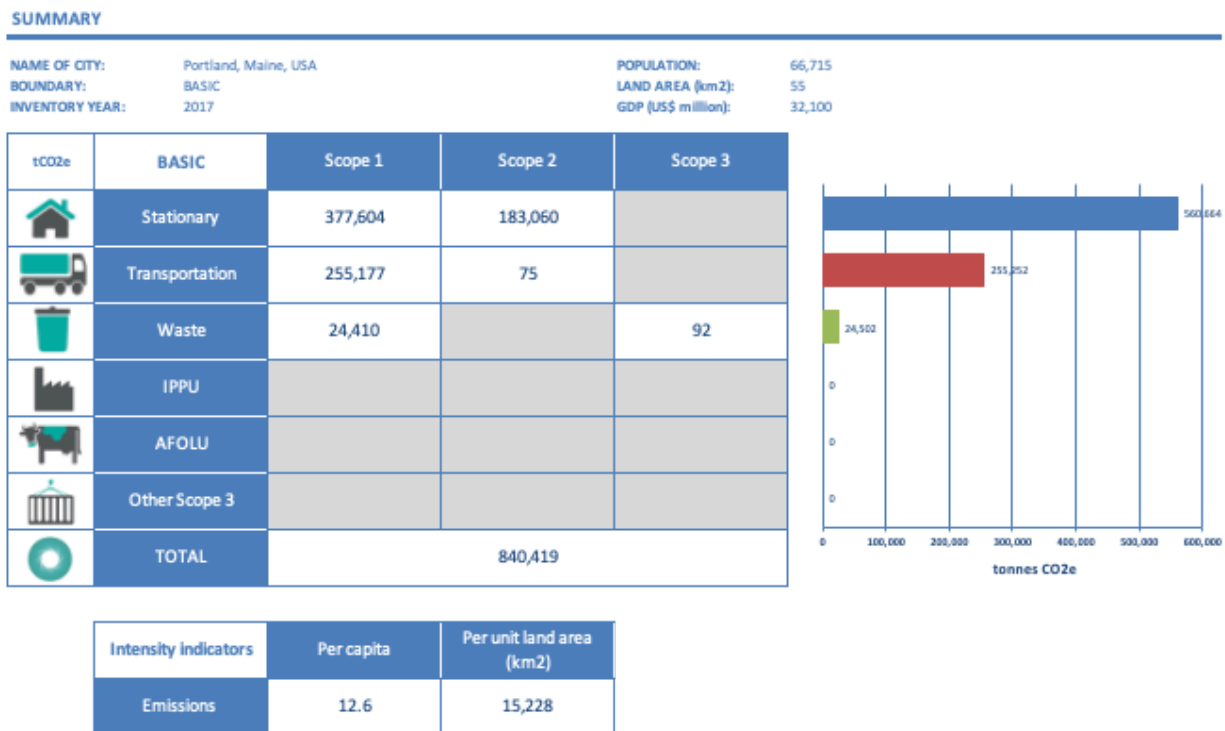 SUMMARY
NAME OF CITY: Portland, Maine, USA POPULATION: 66,715
BOUNDARY: BASIC LAND AREA (km2): 55
INVENTORY YEAR: 2017 GDP (US$ million): 32,100
tCO2e BASIC Scope 1 Scope 2 Scope 3
Stationary 377,604 183,060
560,664
Transportation 255,177 75
255,252
Waste 24,410 92
24,502
IPPU
0
AFOLU
0
Other Scope 3
0
TOTAL 840,419
0 100,000 200,000 300,000 400,000 500,000 600,000
tonnes CO2e
Intensity indicators Per capita Per unit land area
(km2)
Emissions 12.6 15,228